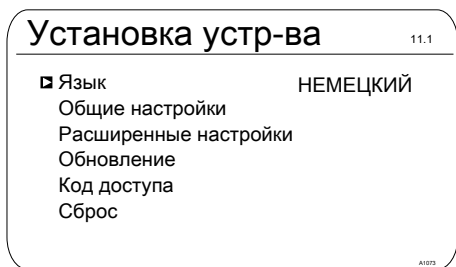 Установка устр-ва 11.1
Язык НЕМЕЦКИЙ
Общие настройки
Расширенные настройки
Обновление
Код доступа
Сброс
A1073